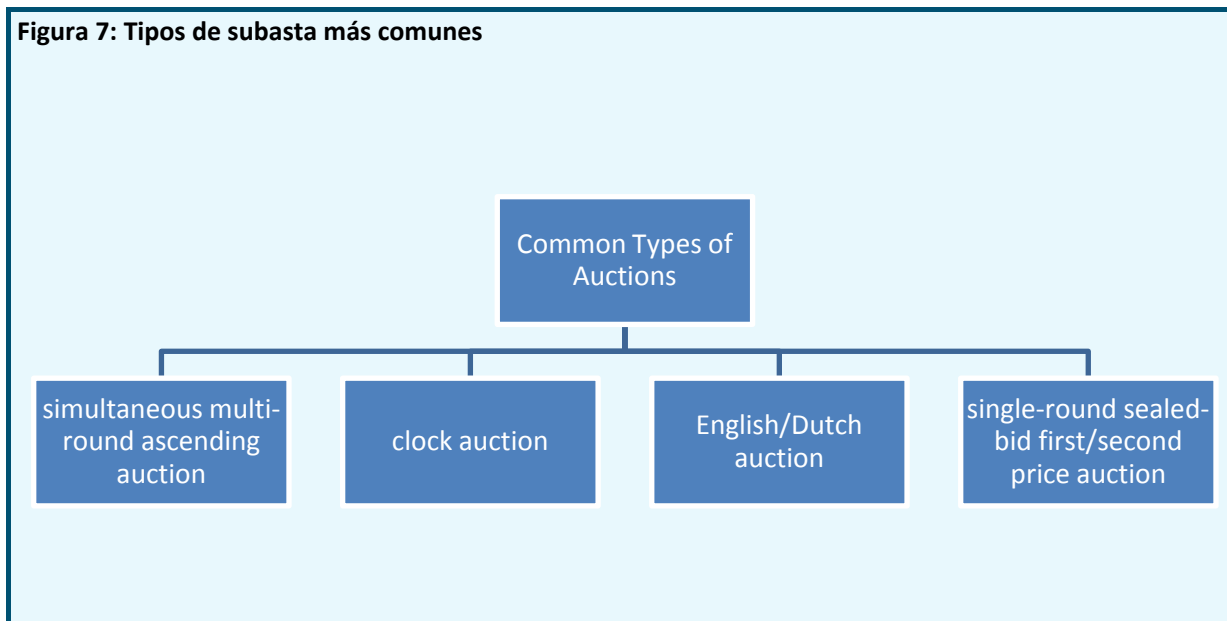 Figura 7: Tipos de subasta más comunes
Common Types of
Auctions
simultaneous multi-
round ascending
auction
clock auction
English/Dutch
auction
single-round sealed-
bid first/second
price auction